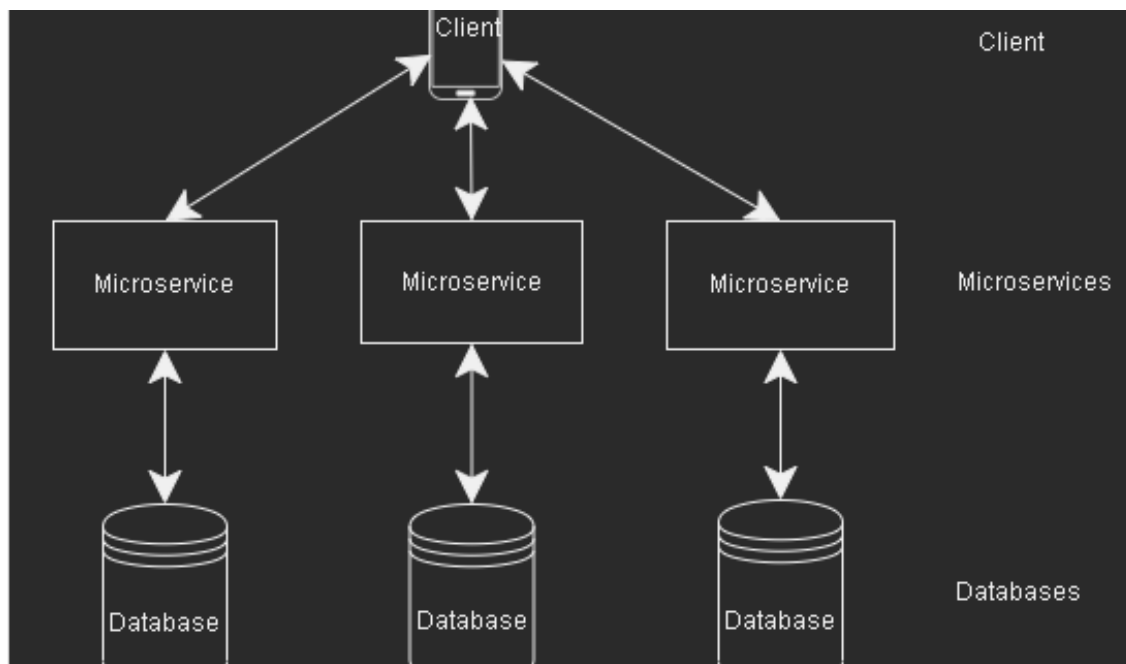 Client
Client
Microservice
Microservice
Microservice
Microservices
Databases
Database
Database
Database